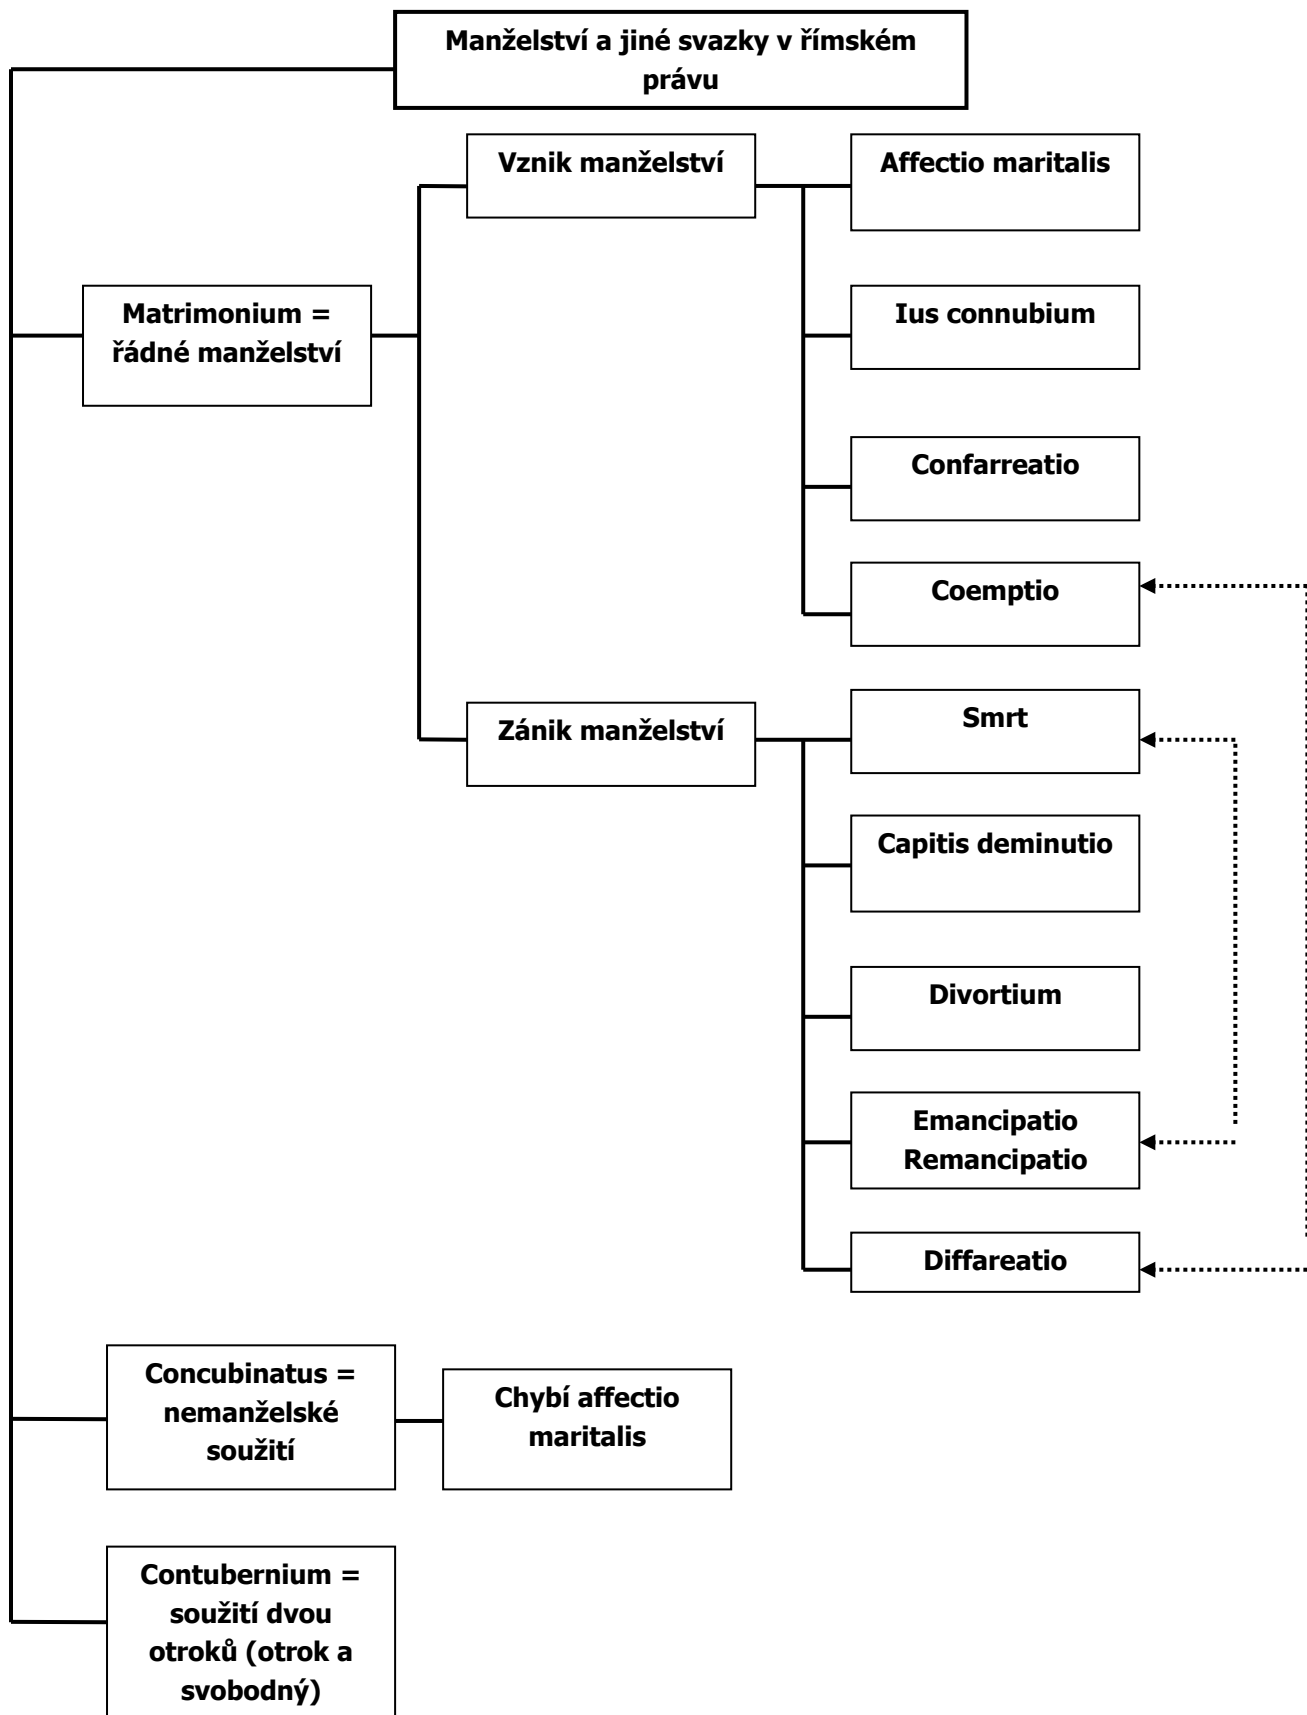 Manželství a jiné svazky v římském
právu
Vznik manželství
Affectio maritalis
Matrimonium =
řádné manželství
Ius connubium
Confarreatio
Coemptio
Zánik manželství
Smrt
Capitis deminutio
Divortium
Emancipatio
Remancipatio
Diffareatio
Concubinatus =
nemanželské
soužití
Chybí affectio
maritalis
Contubernium =
soužití dvou
otroků (otrok a
svobodný)